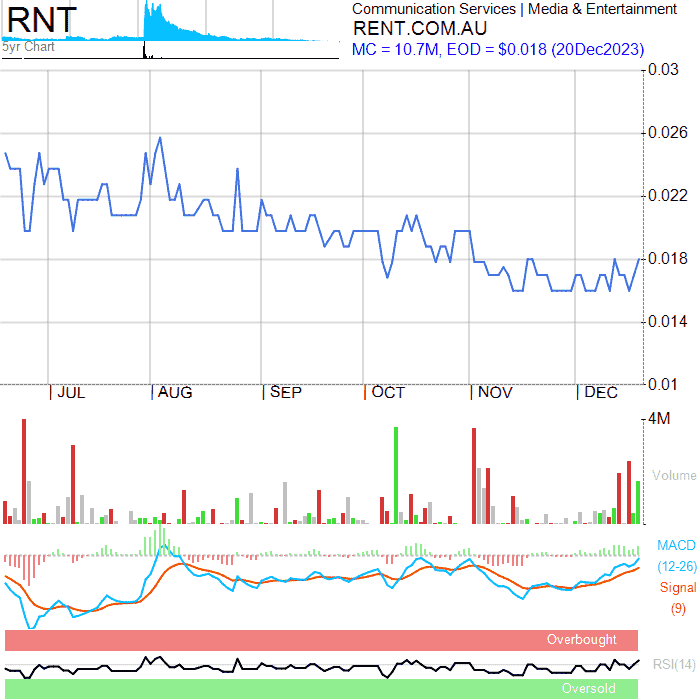 RNT
5yr Chart
Communication Services | Media & Entertainment
RENT.COM.AU
MC = 10.7M, EOD = $0.018 (20Dec2023)
0.03
0.026
0.022
0.018
0.014
0.01
JUL AUG SEP OCT NOV DEC
4M
Volume
MACD
(12-26)
Signal
(9)
Overbought
RSI(14)
Oversold